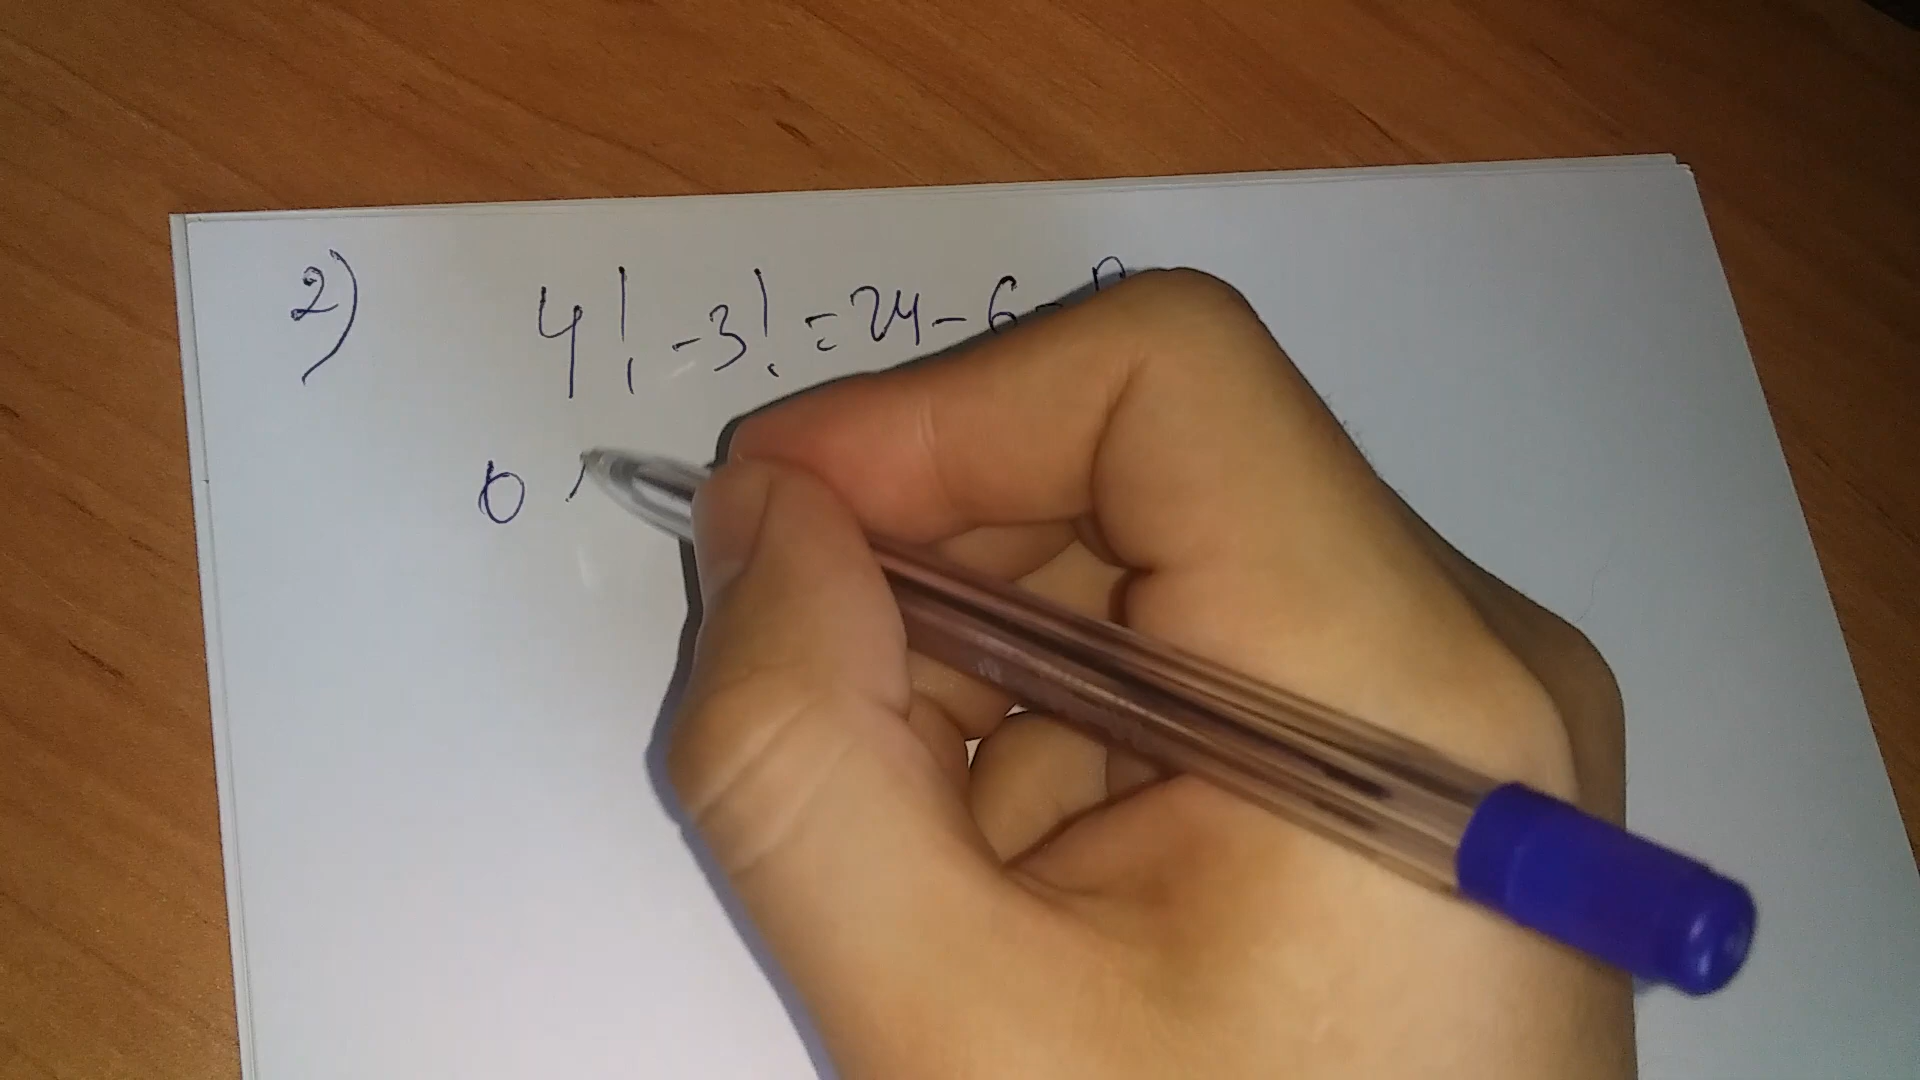 2) 4! - 3! = 24 - 6 =
0